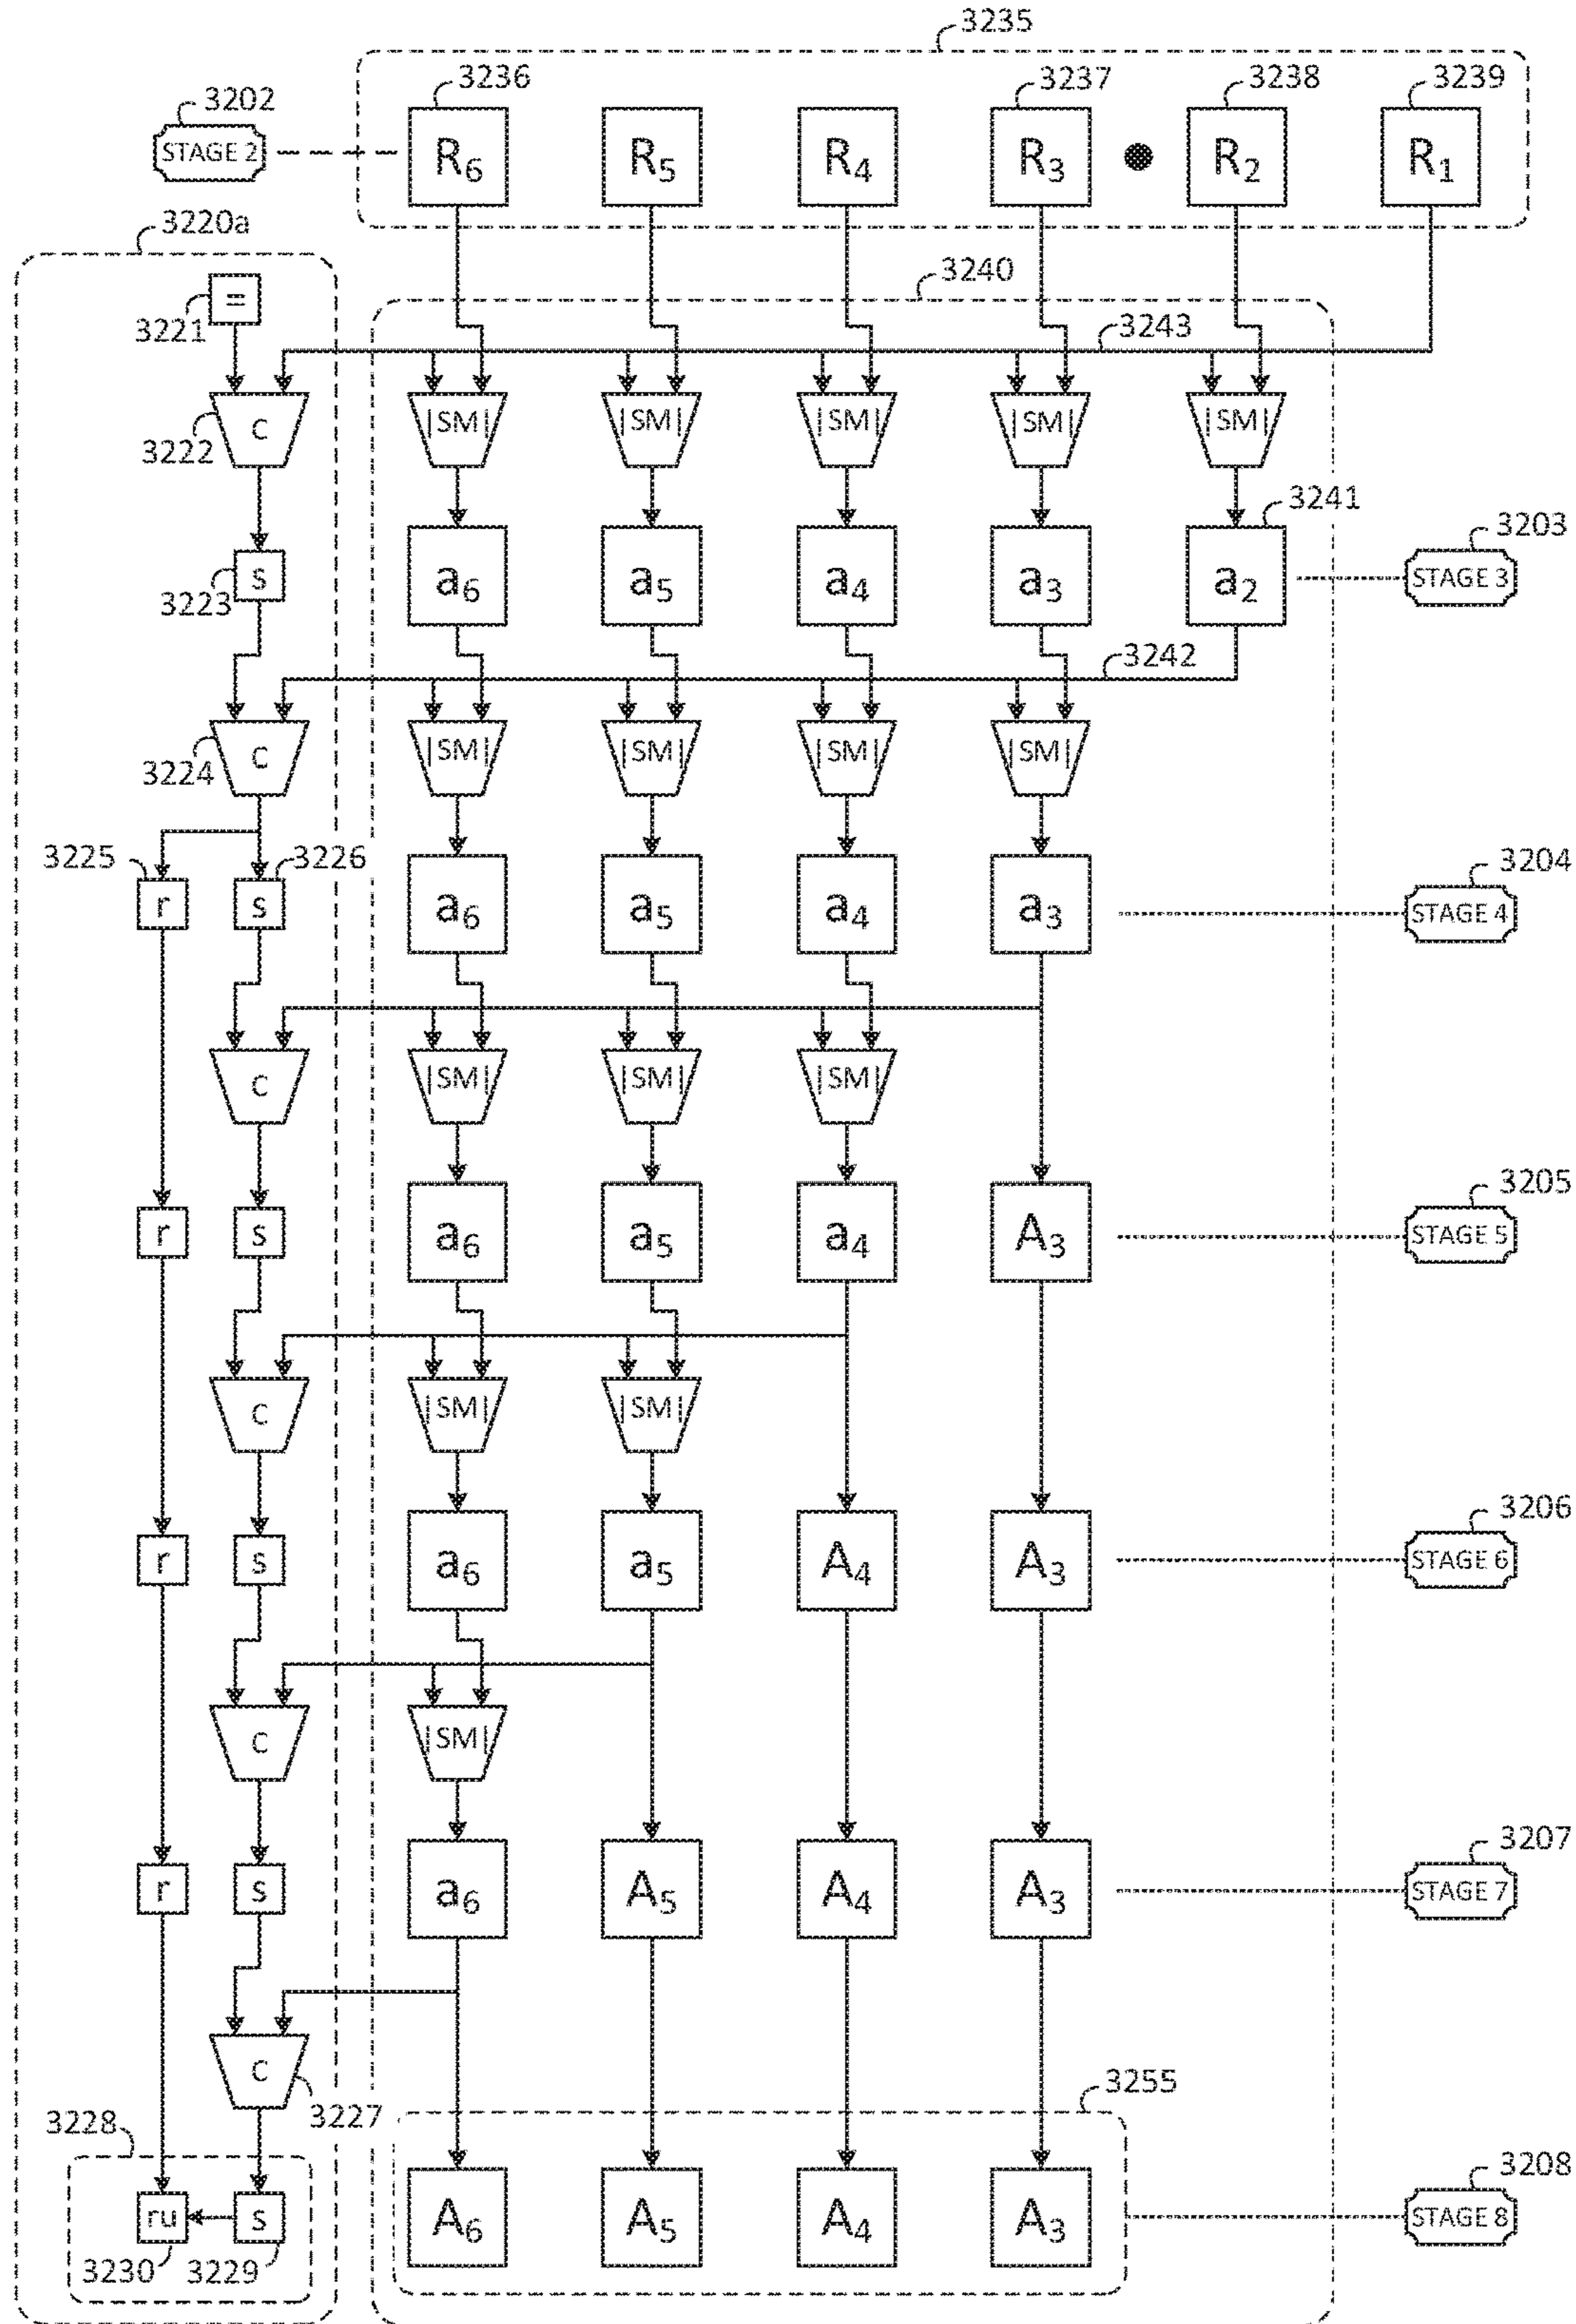 3235
3236
3237
3238
3239
3202
STAGE 2
R6
R5
R4
R3
R2
R1
3220a
3240
=
3221
3243
C
|SM|
|SM|
|SM|
|SM|
|SM|
3222
3241
3203
s
a6
a5
a4
a3
a2
STAGE 3
3223
3242
C
|SM|
|SM|
|SM|
|SM|
3224
3225
3226
3204
r
s
a6
a5
a4
a3
STAGE 4
C
|SM|
|SM|
|SM|
3205
r
s
a6
a5
a4
A3
STAGE 5
C
|SM|
|SM|
3206
r
s
a6
a5
A4
A3
STAGE 6
C
|SM|
3207
r
s
a6
A5
A4
A3
STAGE 7
C
3227
3255
3228
3208
ru
s
A6
A5
A4
A3
STAGE 8
3230
3229